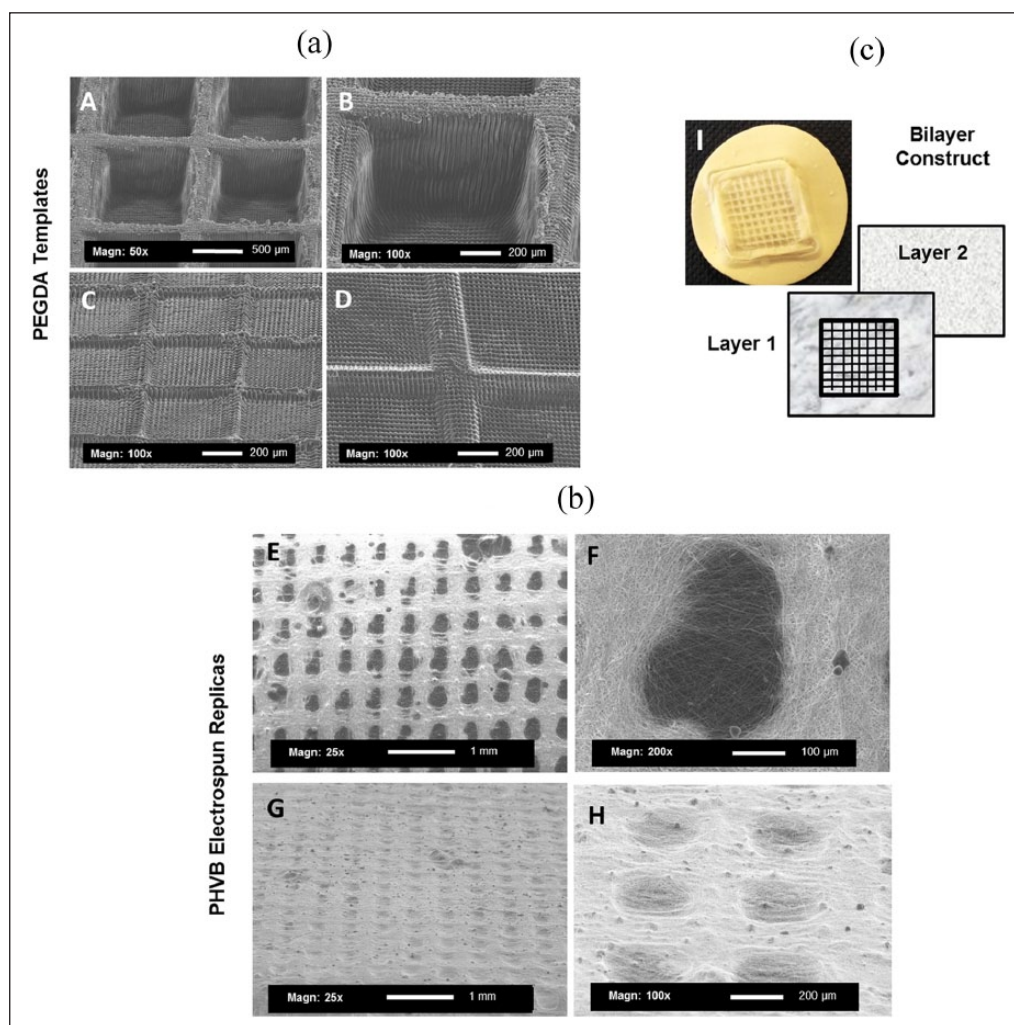 (a)
(c)
PEGDA Templates
A
Magn: 50x 500 µm
B
Magn: 100x 200 µm
C
Magn: 100x 200 µm
D
Magn: 100x 200 µm
I
Bilayer
Construct
Layer 2
Layer 1
(b)
PHVB Electrospun Replicas
E
Magn: 25x 1 mm
F
Magn: 200x 100 µm
G
Magn: 25x 1 mm
H
Magn: 100x 200 µm